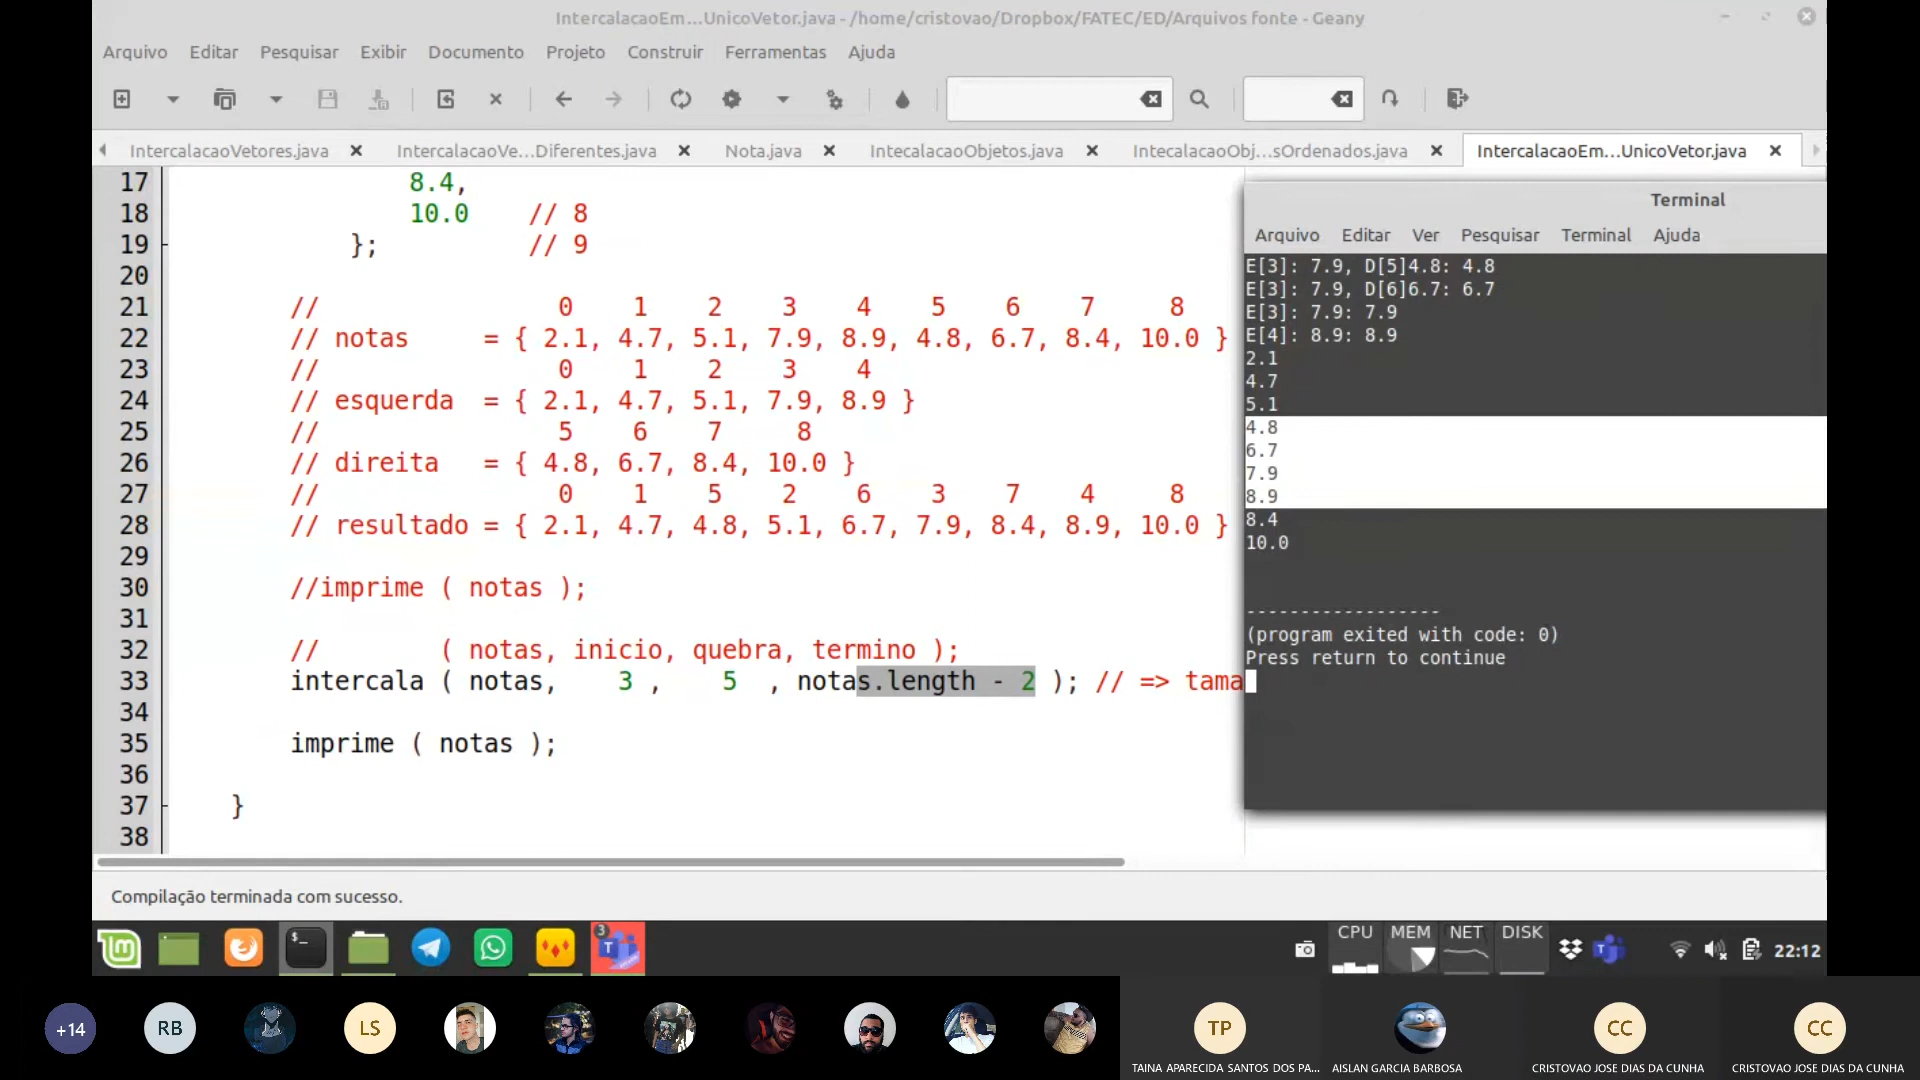 IntercalacaoEm...UnicoVetor.java - /home/cristovao/Dropbox/FATEC/ED/Arquivos fonte - Geany
Arquivo Editar Pesquisar Exibir Documento Projeto Construir Ferramentas Ajuda
IntercalacaoVetores.java IntercalacaoVe...Diferentes.java Nota.java IntecalacaoObjetos.java IntecalacaoObj...sOrdenados.java IntercalacaoEm...UnicoVetor.java
17 8.4,
18 10.0 // 8
19 }; // 9
20
21 // 0 1 2 3 4 5 6 7 8
22 // notas = { 2.1, 4.7, 5.1, 7.9, 8.9, 4.8, 6.7, 8.4, 10.0 }
23 // 0 1 2 3 4
24 // esquerda = { 2.1, 4.7, 5.1, 7.9, 8.9 }
25 // 5 6 7 8
26 // direita = { 4.8, 6.7, 8.4, 10.0 }
27 // 0 1 5 2 6 3 7 4 8
28 // resultado = { 2.1, 4.7, 4.8, 5.1, 6.7, 7.9, 8.4, 8.9, 10.0 }
29
30 //imprime ( notas );
31
32 // ( notas, inicio, quebra, termino );
33 intercala ( notas, 3 , 5 , notas.length - 2 ); // => tama
34
35 imprime ( notas );
36
37 }
38
Terminal
Arquivo Editar Ver Pesquisar Terminal Ajuda
E[3]: 7.9, D[5]4.8: 4.8
E[3]: 7.9, D[6]6.7: 6.7
E[3]: 7.9: 7.9
E[4]: 8.9: 8.9
2.1
4.7
5.1
4.8
6.7
7.9
8.9
8.4
10.0
------------------
(program exited with code: 0)
Press return to continue
Compilação terminada com sucesso.
$_ 3 T CPU MEM NET DISK T 22:12
+14 RB LS TP CC CC
TAINA APARECIDA SANTOS DOS PA... AISLAN GARCIA BARBOSA CRISTOVAO JOSE DIAS DA CUNHA CRISTOVAO JOSE DIAS DA CUNHA